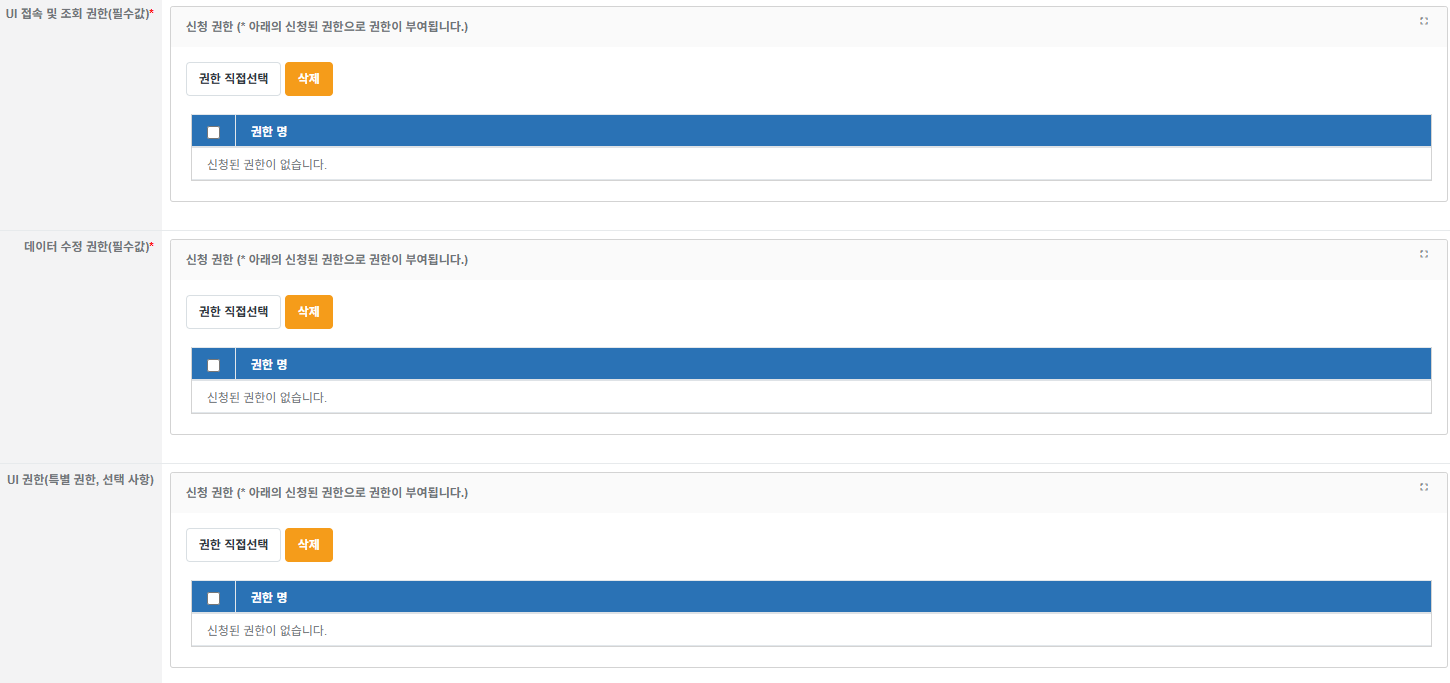 UI 접속 및 조회 권한(필수값)*
신청 권한 (* 아래의 신청된 권한으로 권한이 부여됩니다.)
권한 직접선택 삭제
권한 명
신청된 권한이 없습니다.
데이터 수정 권한(필수값)*
신청 권한 (* 아래의 신청된 권한으로 권한이 부여됩니다.)
권한 직접선택 삭제
권한 명
신청된 권한이 없습니다.
UI 권한(특별 권한, 선택 사항)
신청 권한 (* 아래의 신청된 권한으로 권한이 부여됩니다.)
권한 직접선택 삭제
권한 명
신청된 권한이 없습니다.